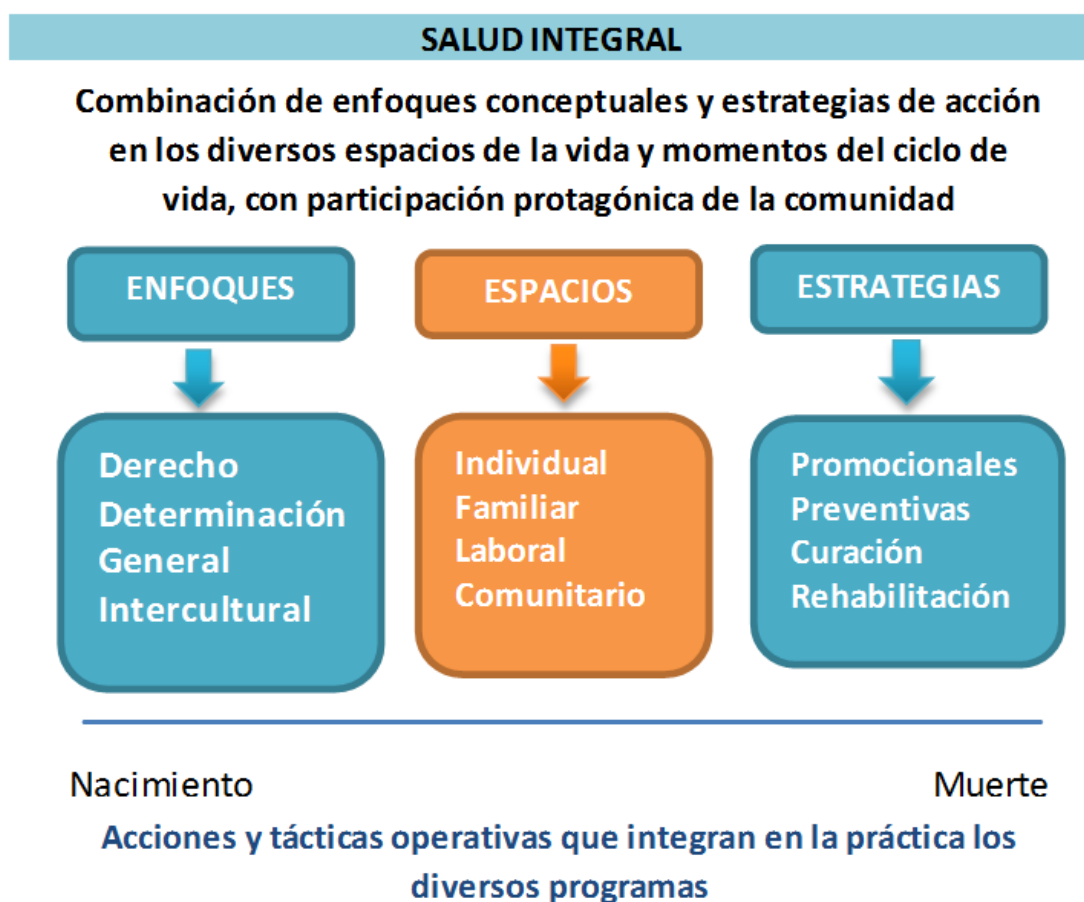 SALUD INTEGRAL
Combinación de enfoques conceptuales y estrategias de acción
en los diversos espacios de la vida y momentos del ciclo de
vida, con participación protagónica de la comunidad
ENFOQUES
Derecho
Determinación
General
Intercultural
ESPACIOS
Individual
Familiar
Laboral
Comunitario
ESTRATEGIAS
Promocionales
Preventivas
Curación
Rehabilitación
Nacimiento
Muerte
Acciones y tácticas operativas que integran en la práctica los
diversos programas